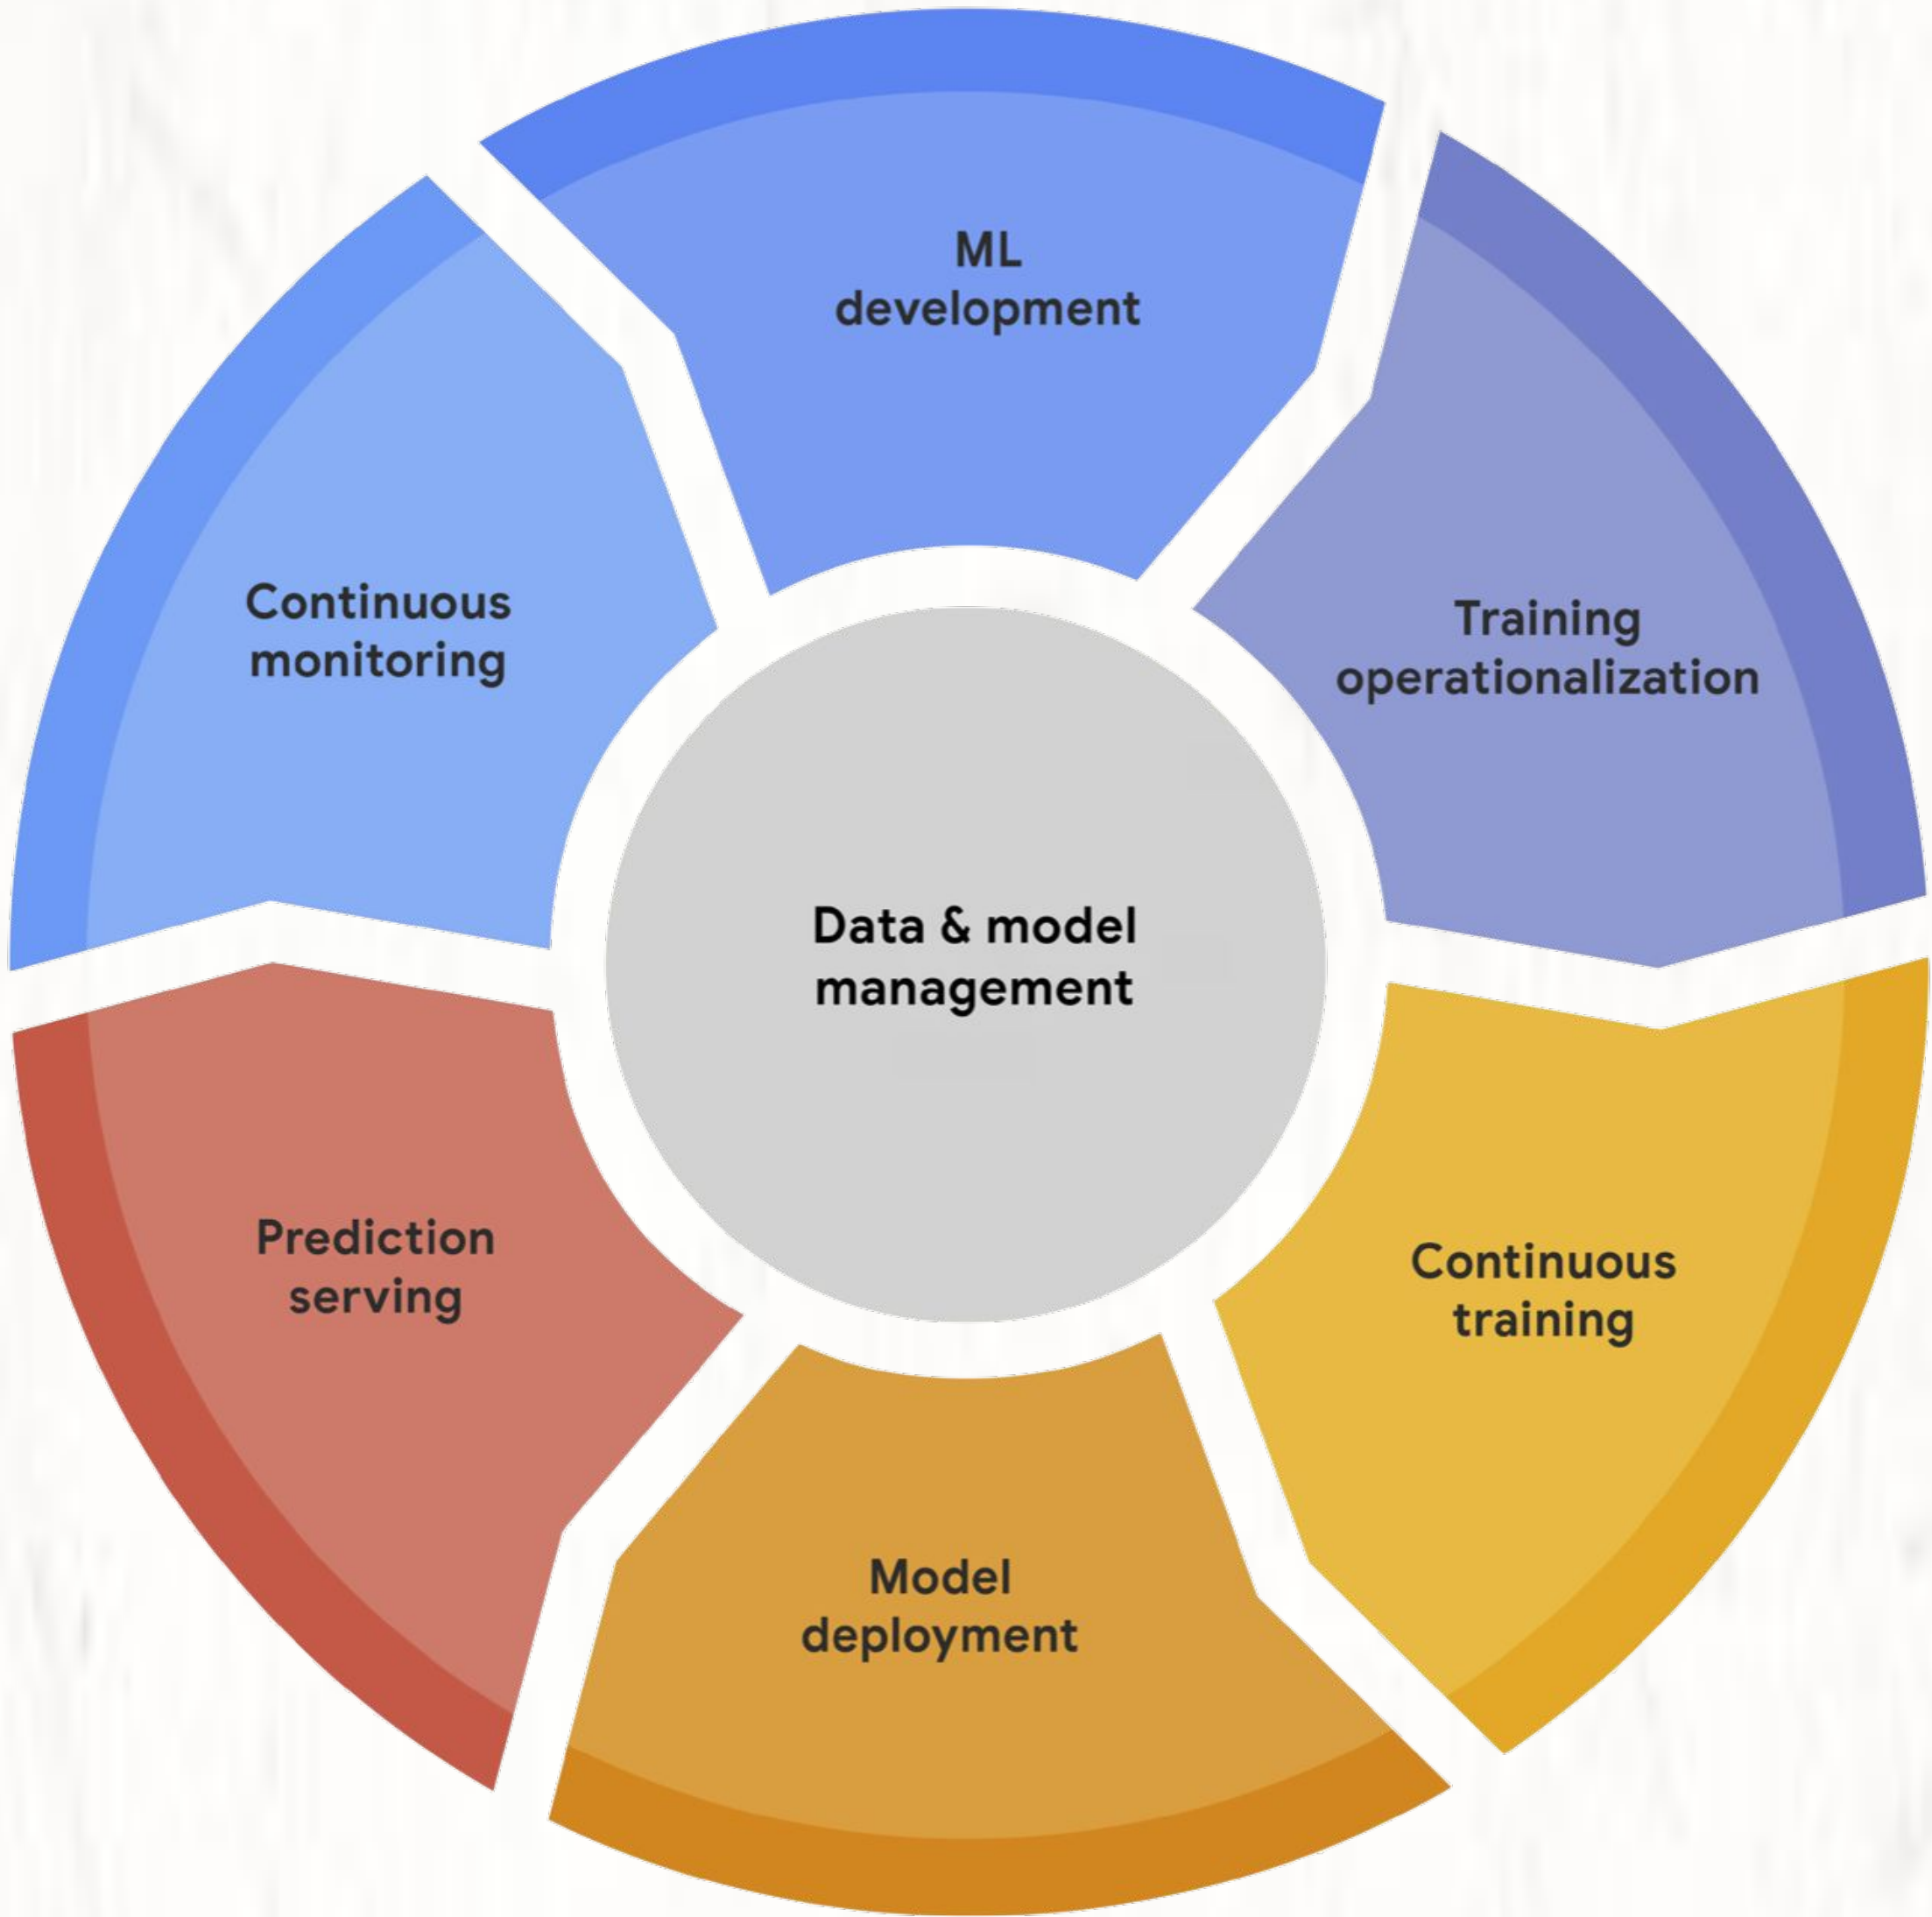 ML
development
Training
operationalization
Continuous
training
Model
deployment
Prediction
serving
Continuous
monitoring
Data & model
management